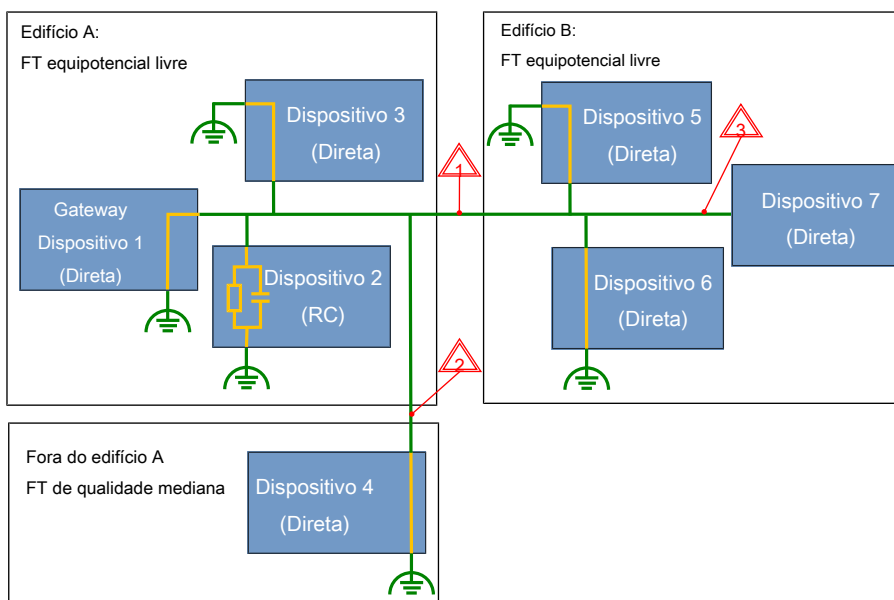 Edifício A:
FT equipotencial livre
Dispositivo 3
(Direta)
Gateway
Dispositivo 1
(Direta)
Dispositivo 2
(RC)
1
2
Edifício B:
FT equipotencial livre
Dispositivo 5
(Direta)
3
Dispositivo 7
(Direta)
Dispositivo 6
(Direta)
Fora do edifício A
FT de qualidade mediana
Dispositivo 4
(Direta)